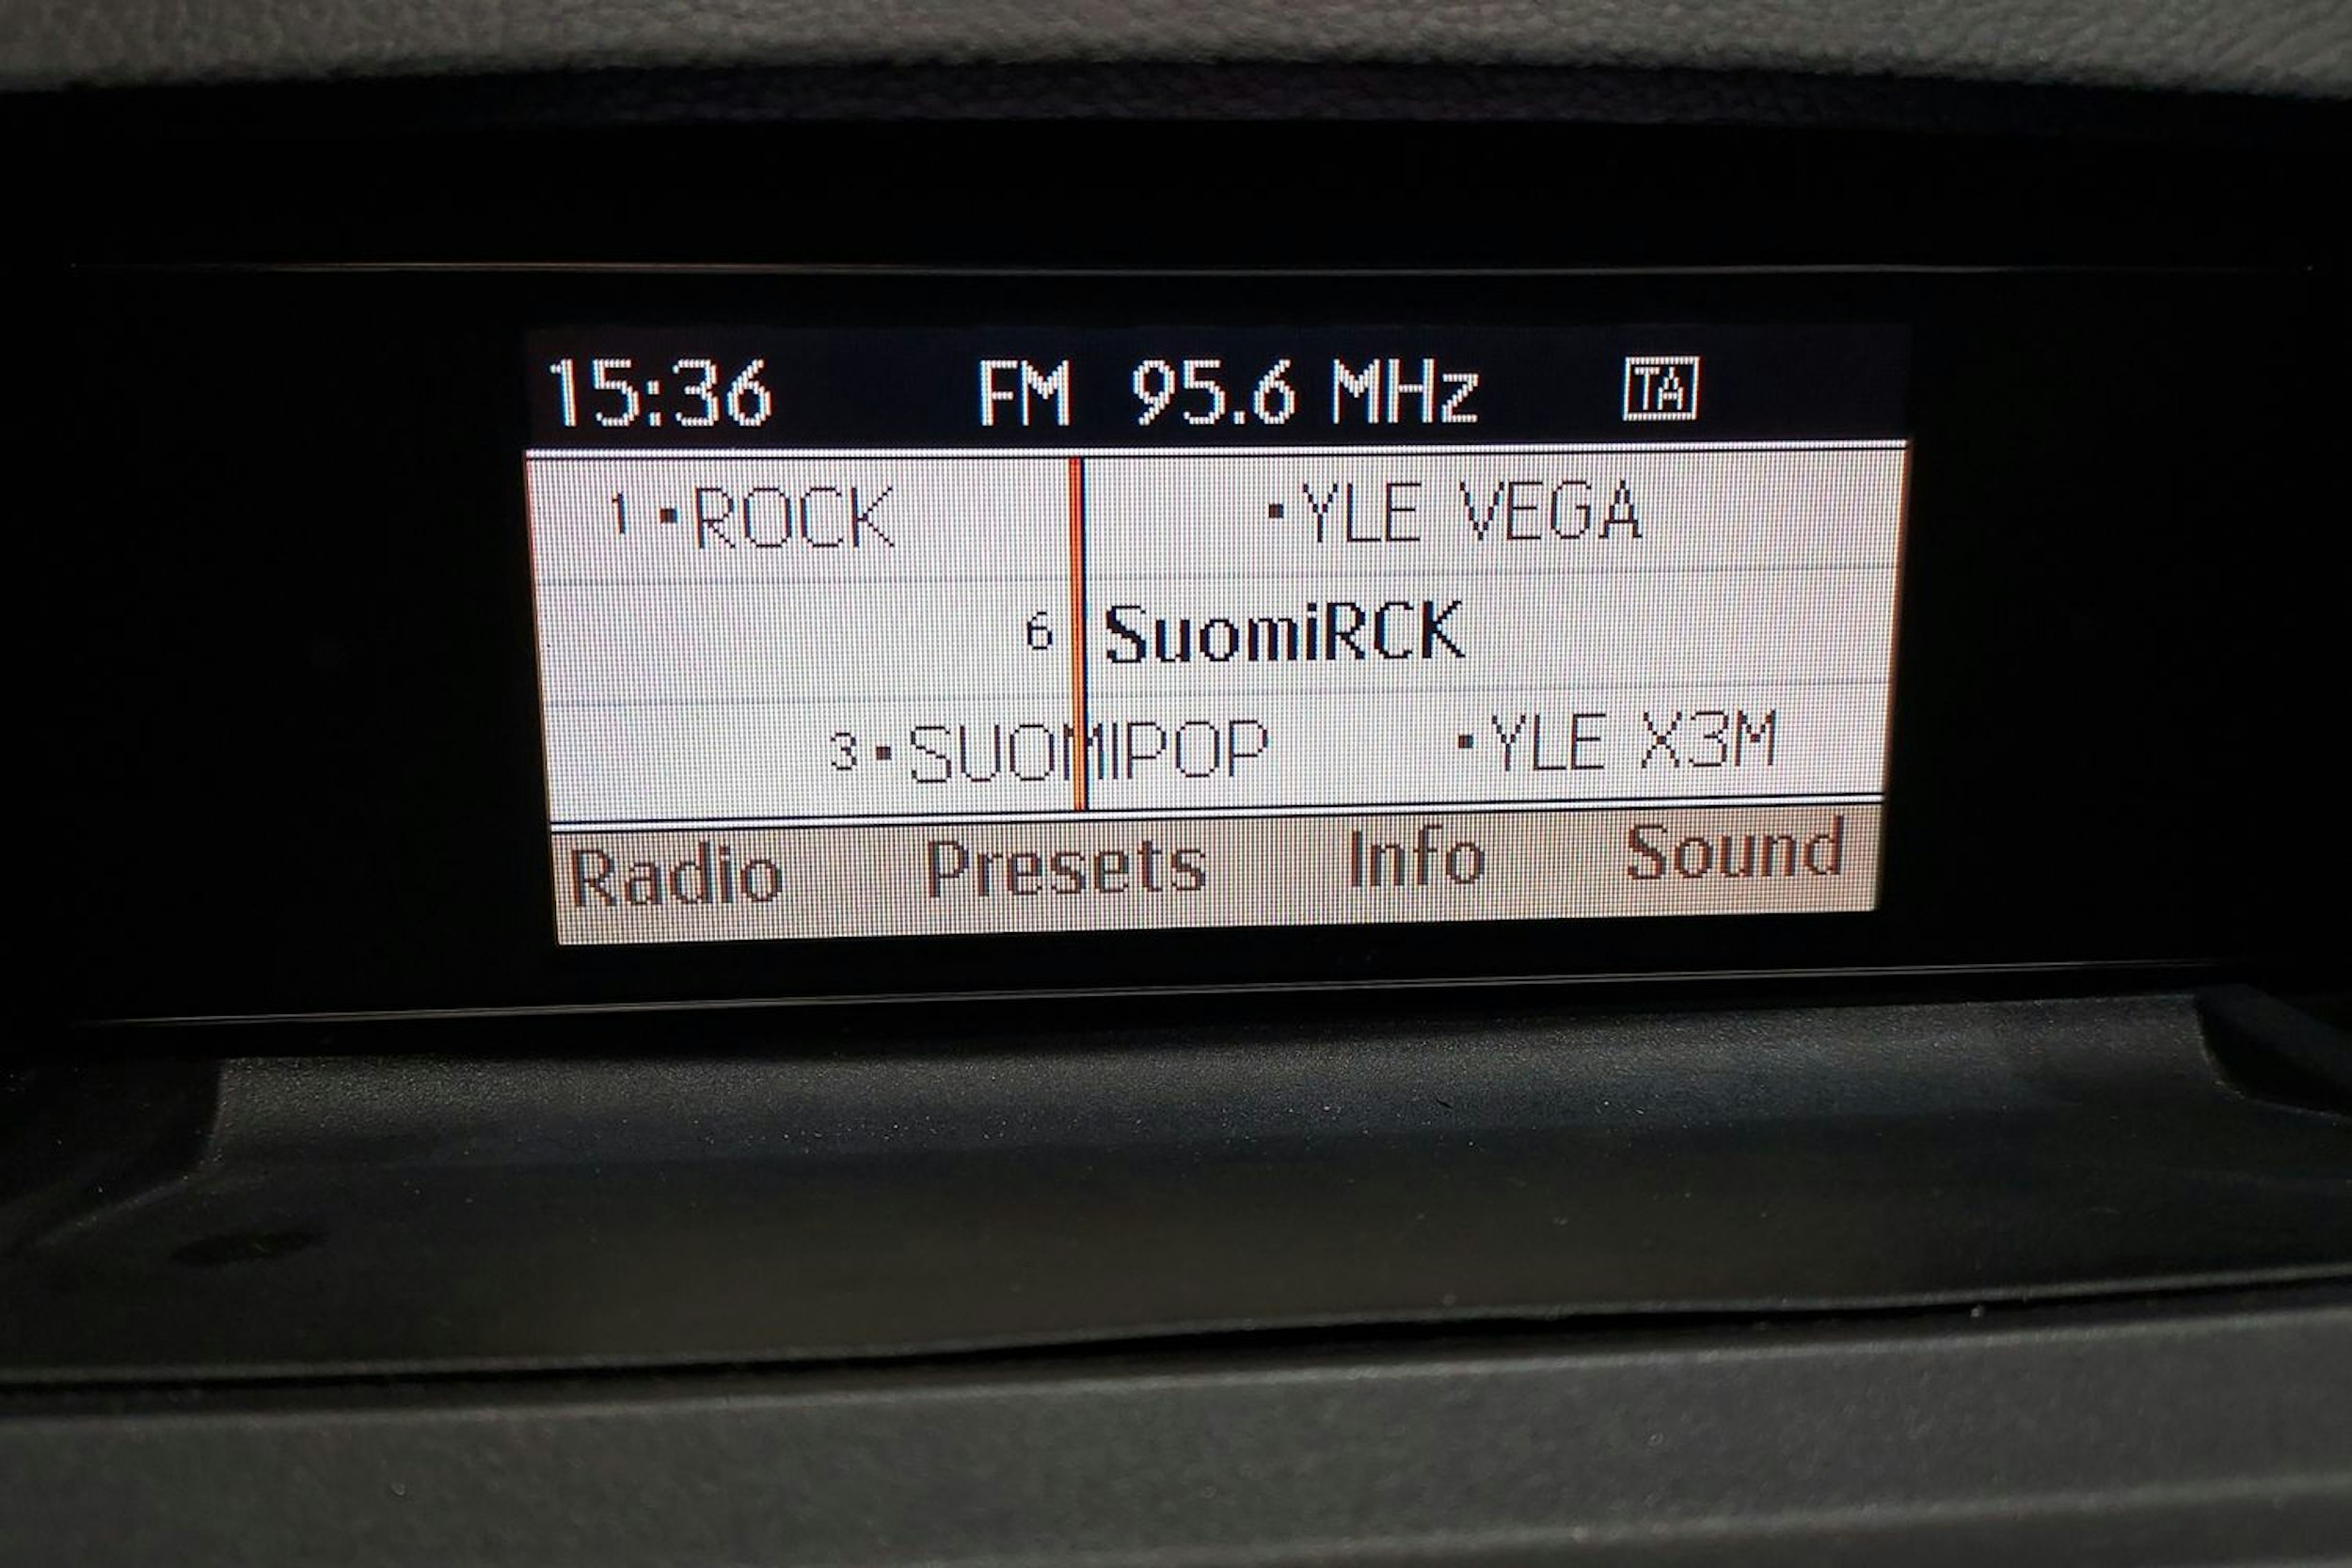 15:36 FM 95.6 MHz TA
1 ▪ ROCK ▪ YLE VEGA
6 SuomiRCK
3 ▪ SUOMIPOP ▪ YLE X3M
Radio Presets Info Sound